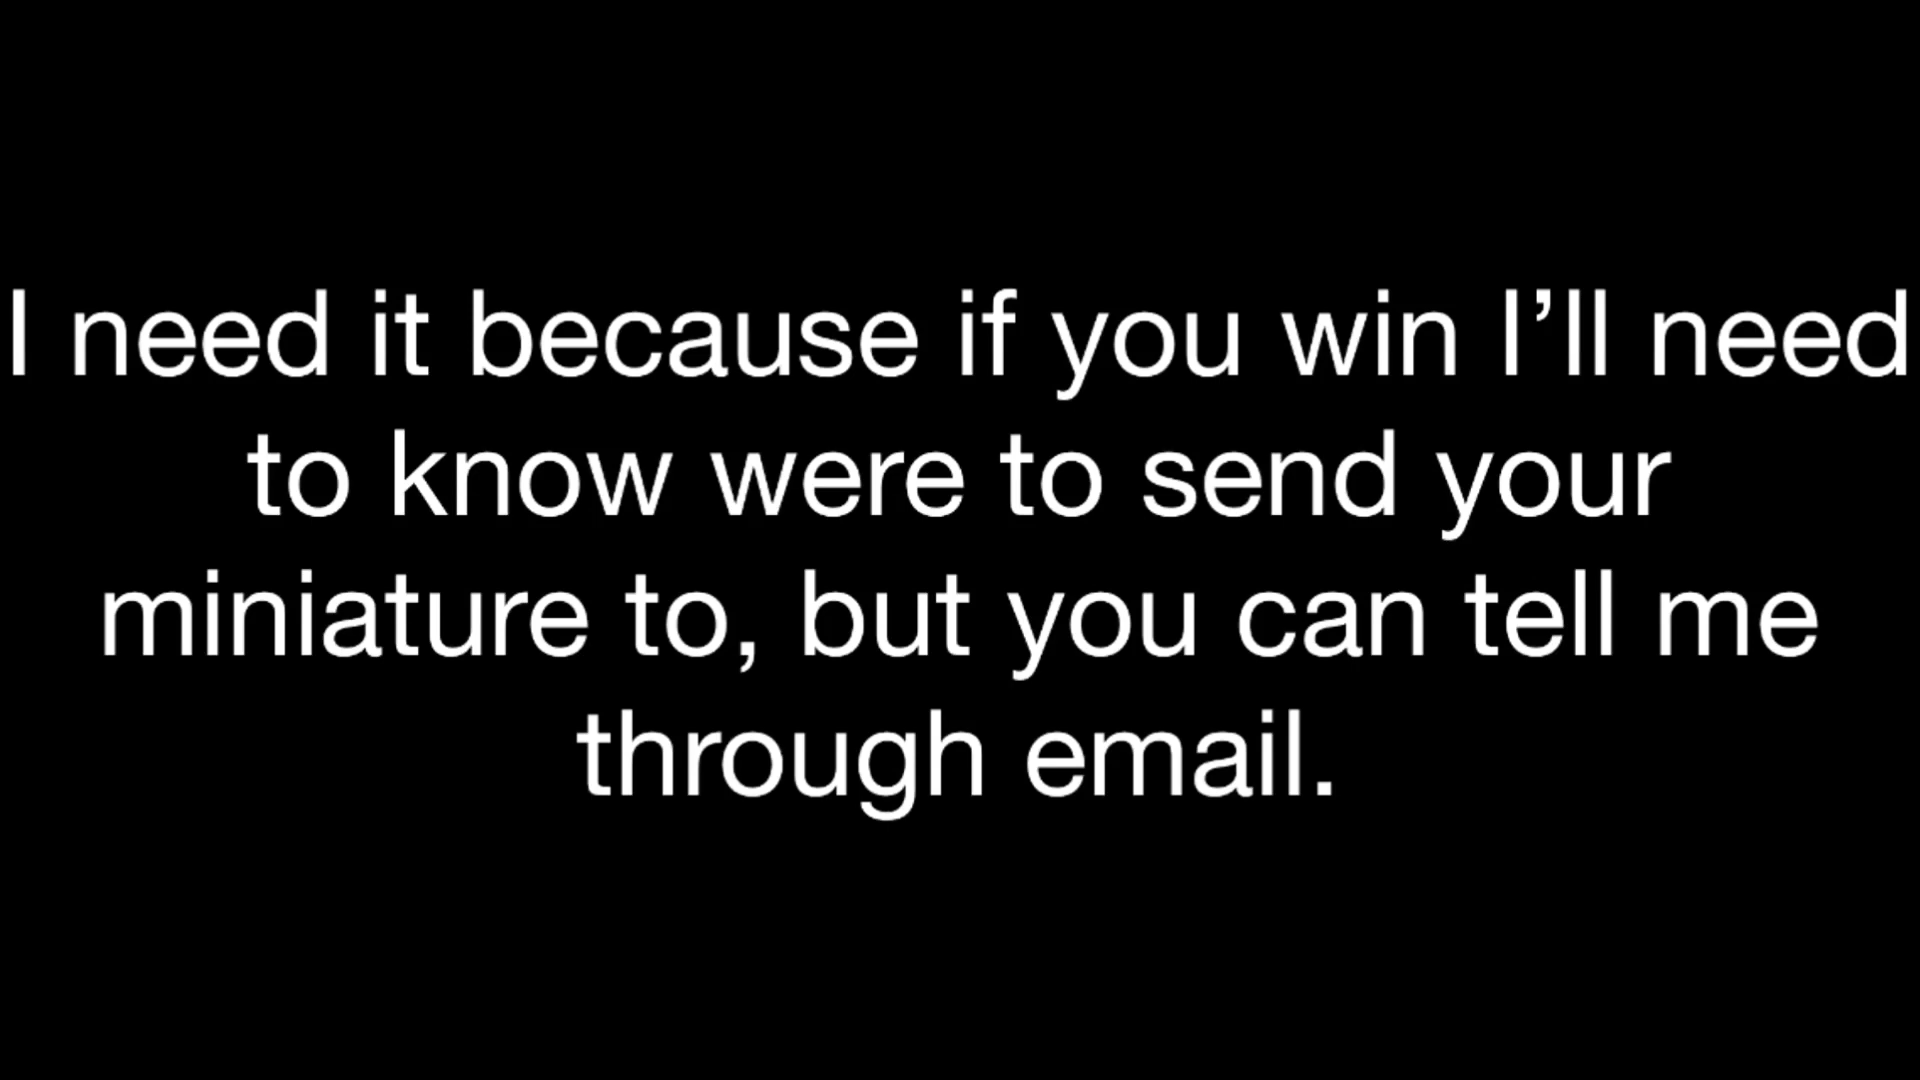 I need it because if you win I’ll need
to know were to send your
miniature to, but you can tell me
through email.